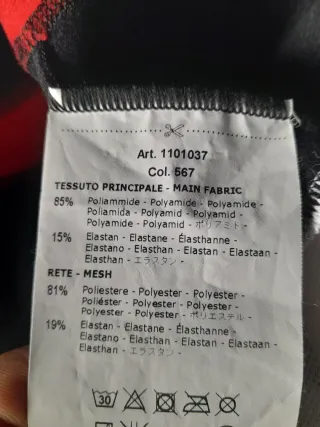 Art. 1101037
Col. 567
TESSUTO PRINCIPALE - MAIN FABRIC
85% Poliammide - Polyamide - Polyamide -
Poliamida - Polyamid - Polyamid -
Polyamide - Polyamid - ポリアミド -
15% Elastan - Elastane - Élasthanne -
Elastano - Elasthan - Elastan - Elastaan -
Elasthan - エラスタン -
RETE - MESH
81% Poliestere - Polyester - Polyester -
Poliéster - Polyester - Polyester -
Polyester - Polyester - ポリエステル -
19% Elastan - Elastane - Élasthanne -
Elastano - Elasthan - Elastan - Elastaan -
Elasthan - エラスタン -
30